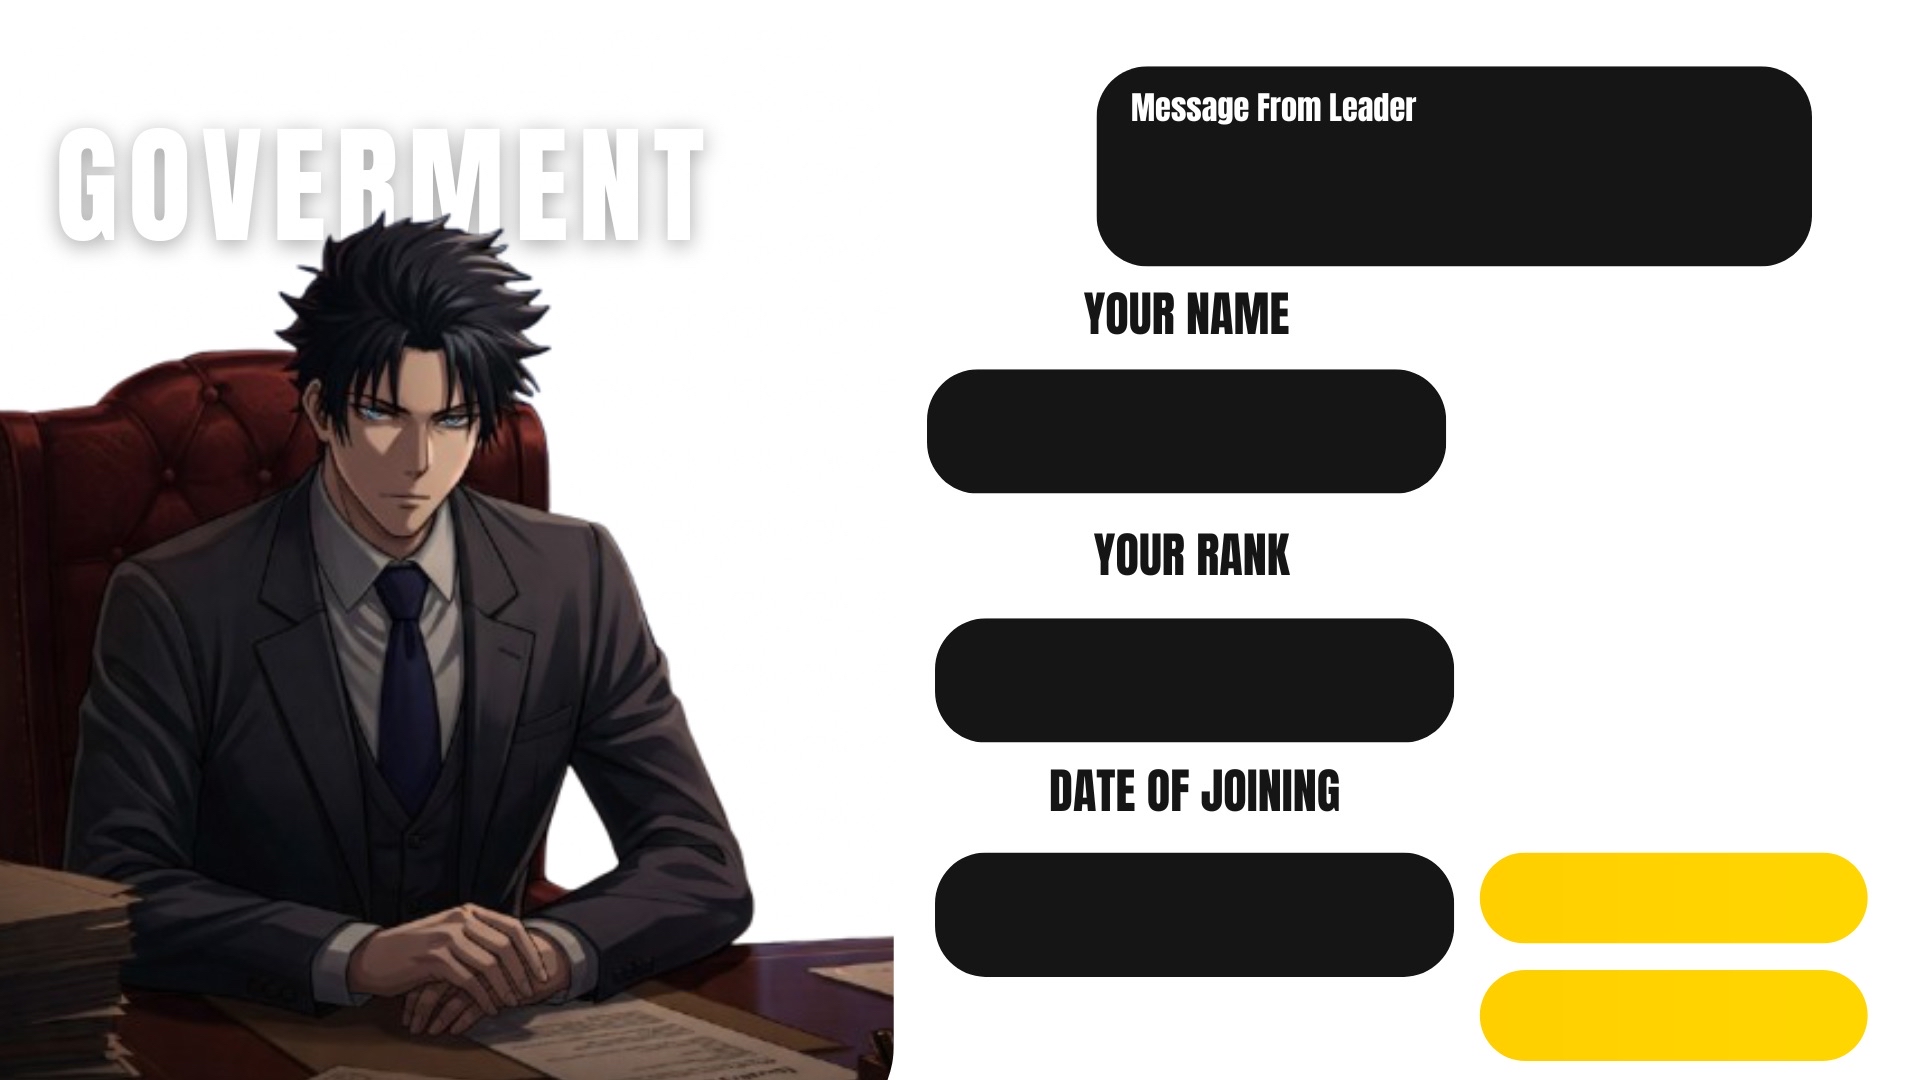 GOVERMENT
Message From Leader
YOUR NAME
YOUR RANK
DATE OF JOINING